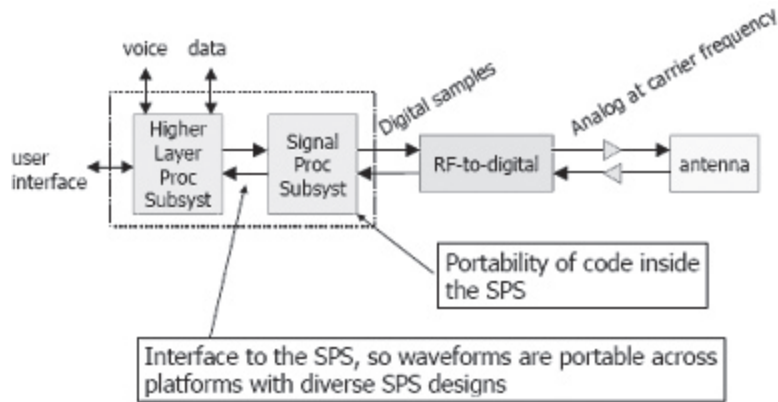 voice data
Digital samples
Analog at carrier frequency
user
interface
Higher
Layer
Proc
Subsyst
Signal
Proc
Subsyst
RF-to-digital
antenna
Portability of code inside
the SPS
Interface to the SPS, so waveforms are portable across
platforms with diverse SPS designs